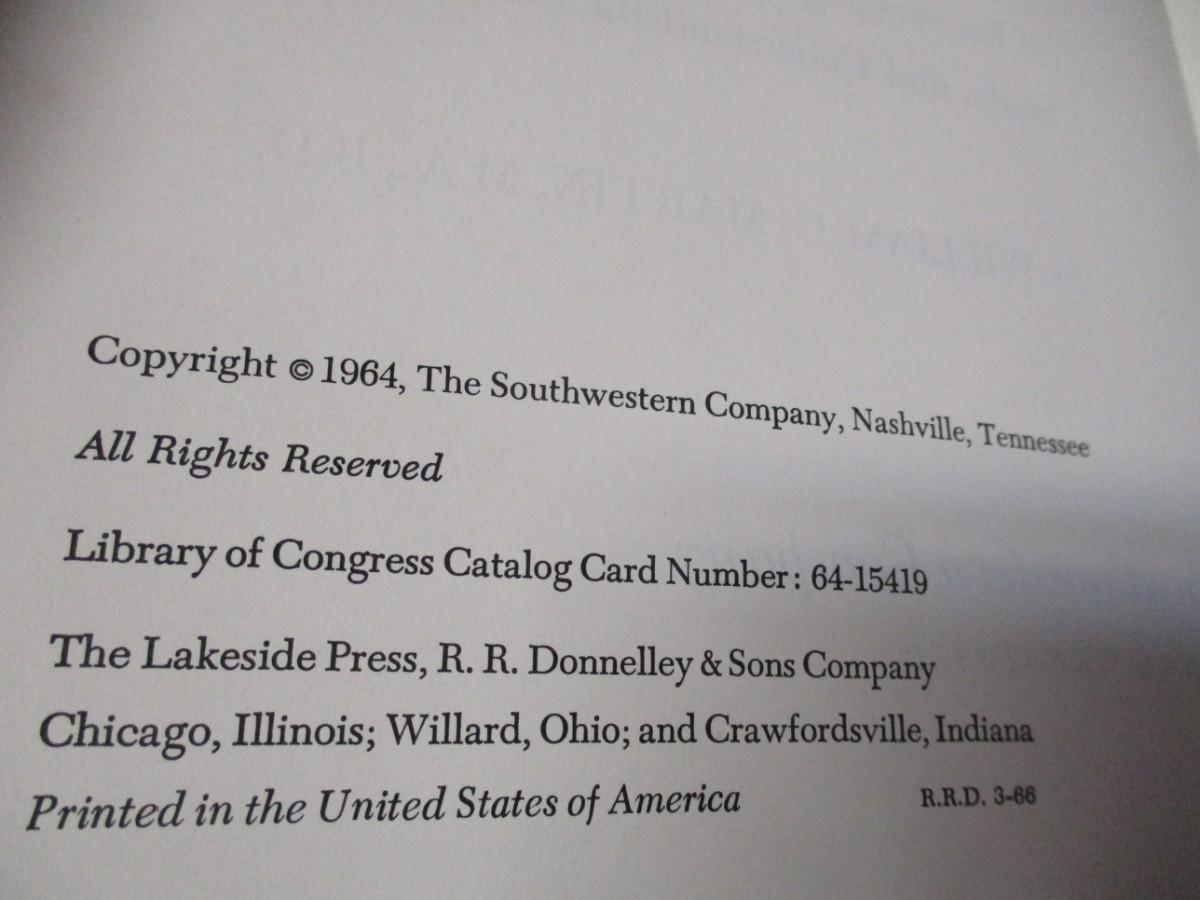 Copyright © 1964, The Southwestern Company, Nashville, Tennessee
All Rights Reserved
Library of Congress Catalog Card Number: 64-15419
The Lakeside Press, R. R. Donnelley & Sons Company
Chicago, Illinois; Willard, Ohio; and Crawfordsville, Indiana
Printed in the United States of America R.R.D. 3-66